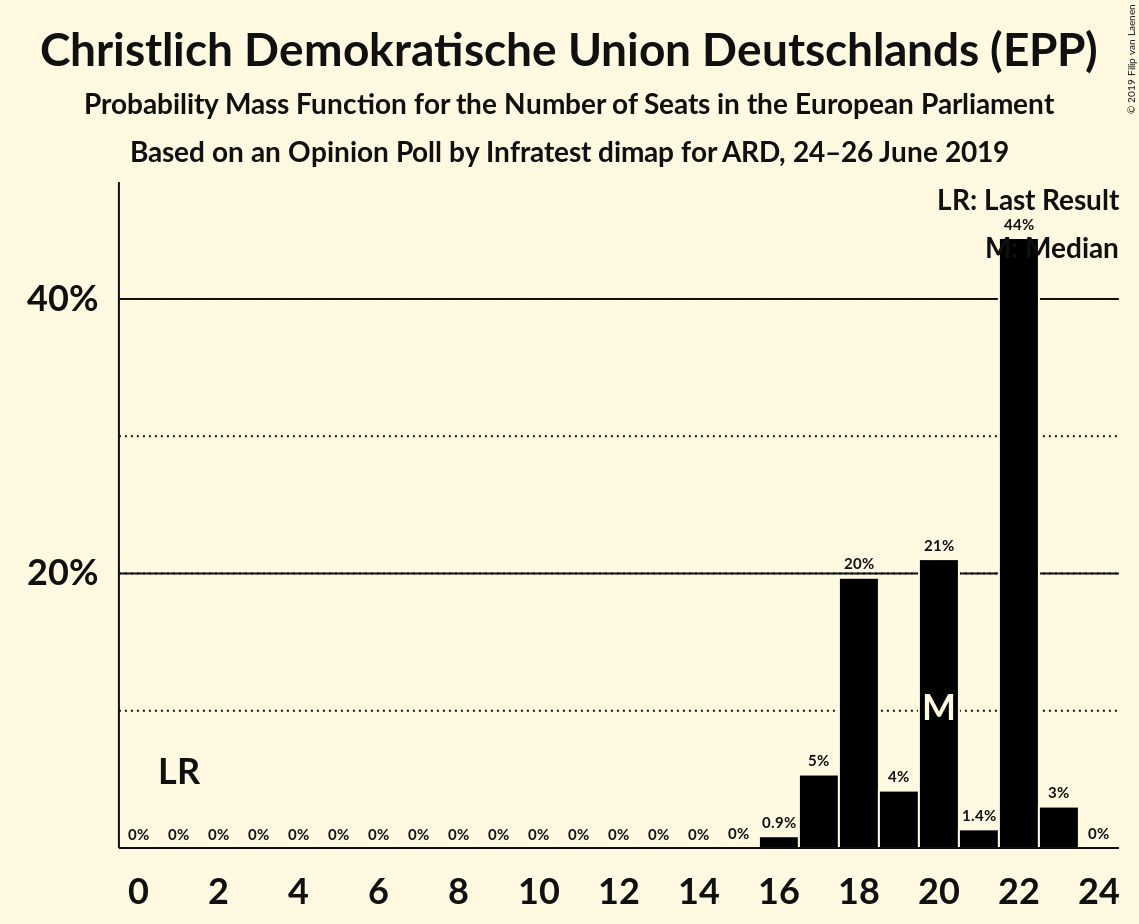 Christlich Demokratische Union Deutschlands (EPP)
Probability Mass Function for the Number of Seats in the European Parliament
Based on an Opinion Poll by Infratest dimap for ARD, 24–26 June 2019
© 2019 Filip van Laenen
LR: Last Result
44%
M: Median
40%
21%
20%
20%
M
5%
LR
4%
3%
0.9%
1.4%
0% 0% 0% 0% 0% 0% 0% 0% 0% 0% 0% 0% 0% 0% 0% 0% 0%
0 2 4 6 8 10 12 14 16 18 20 22 24